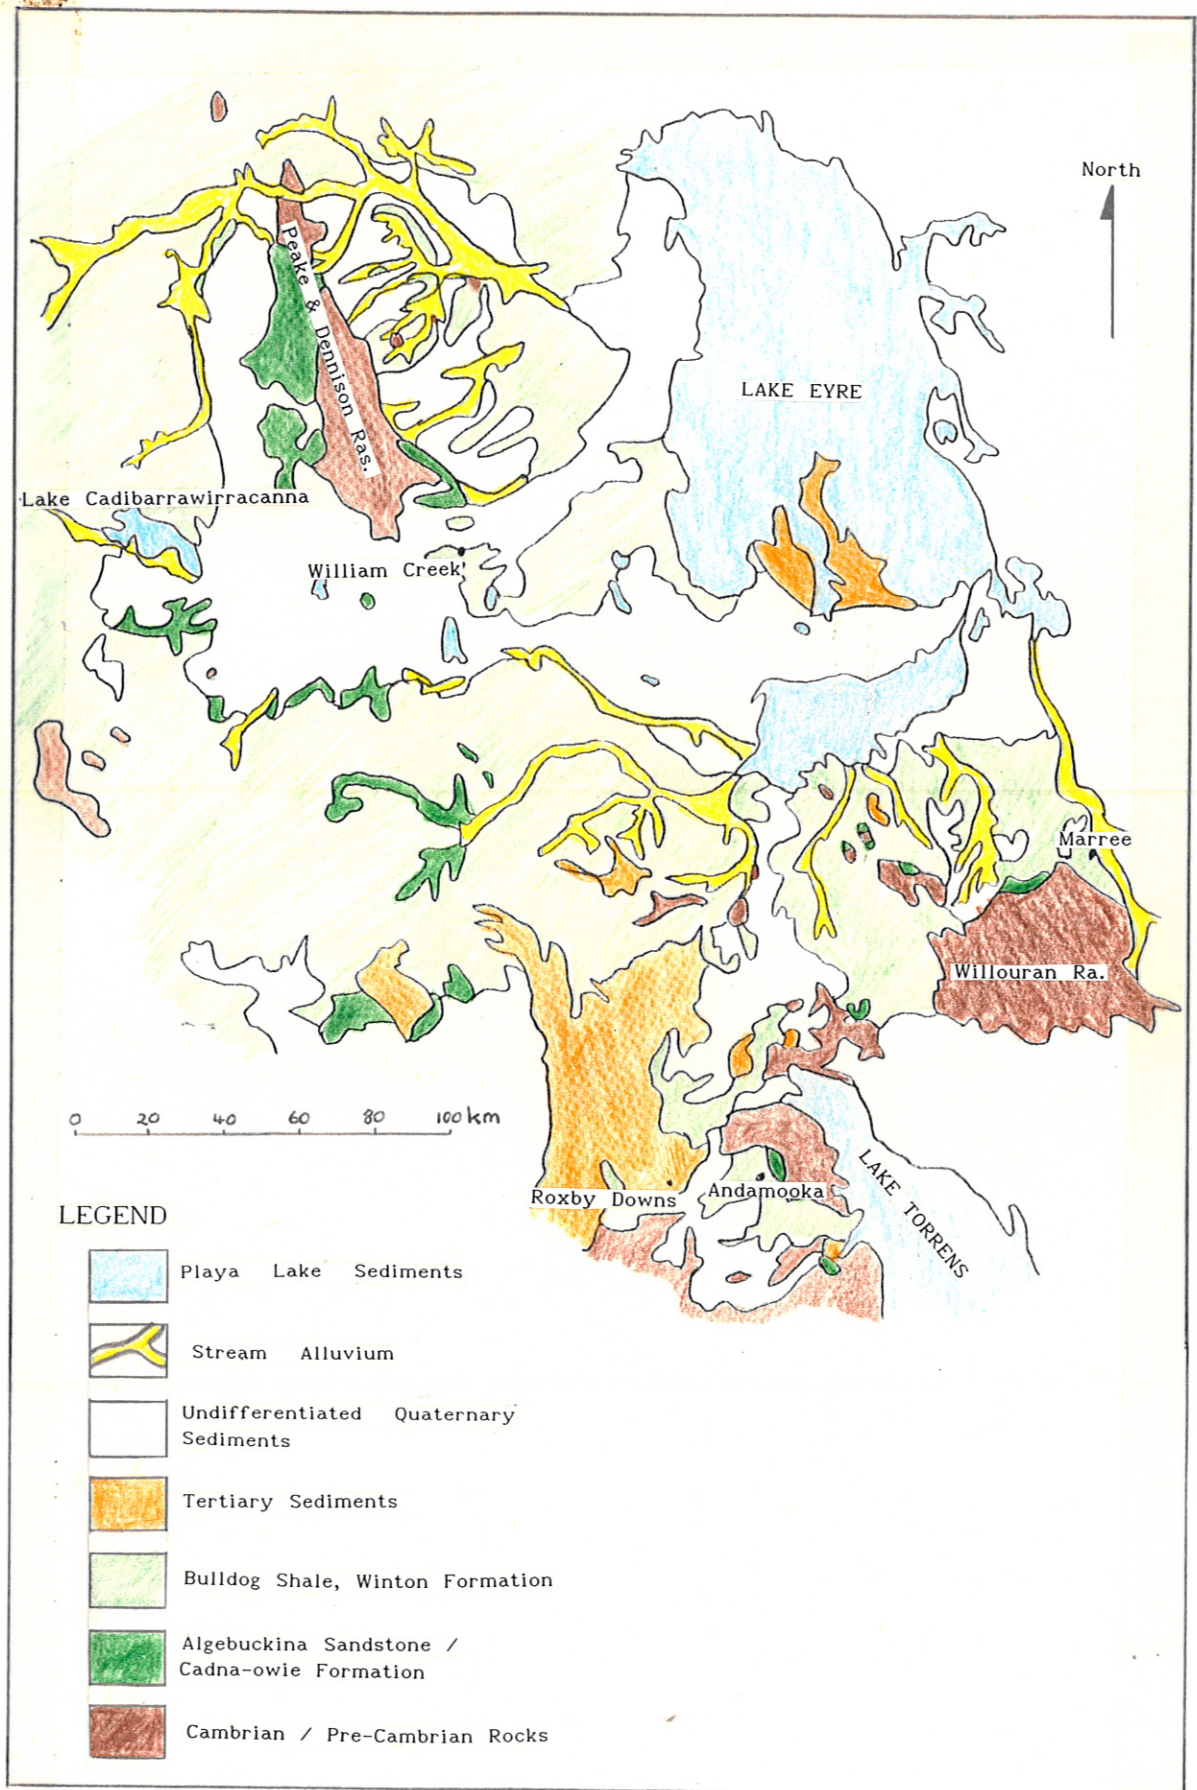 North
Peake & Dennison Ras.
LAKE EYRE
Lake Cadibarrawirracanna
William Creek
Marree
Willouran Ra.
0 20 40 60 80 100 km
Roxby Downs
Andamooka
LAKE TORRENS
LEGEND
Playa Lake Sediments
Stream Alluvium
Undifferentiated Quaternary
Sediments
Tertiary Sediments
Bulldog Shale, Winton Formation
Algebuckina Sandstone /
Cadna-owie Formation
Cambrian / Pre-Cambrian Rocks